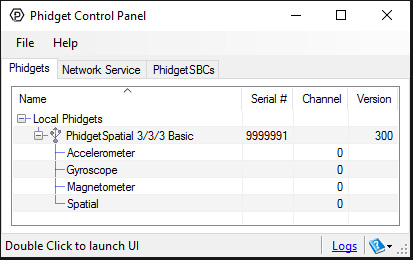 Phidget Control Panel
File Help
Phidgets Network Service PhidgetSBCs
Name Serial # Channel Version
Local Phidgets
PhidgetSpatial 3/3/3 Basic 9999991 300
Accelerometer 0
Gyroscope 0
Magnetometer 0
Spatial 0
Double Click to launch UI Logs